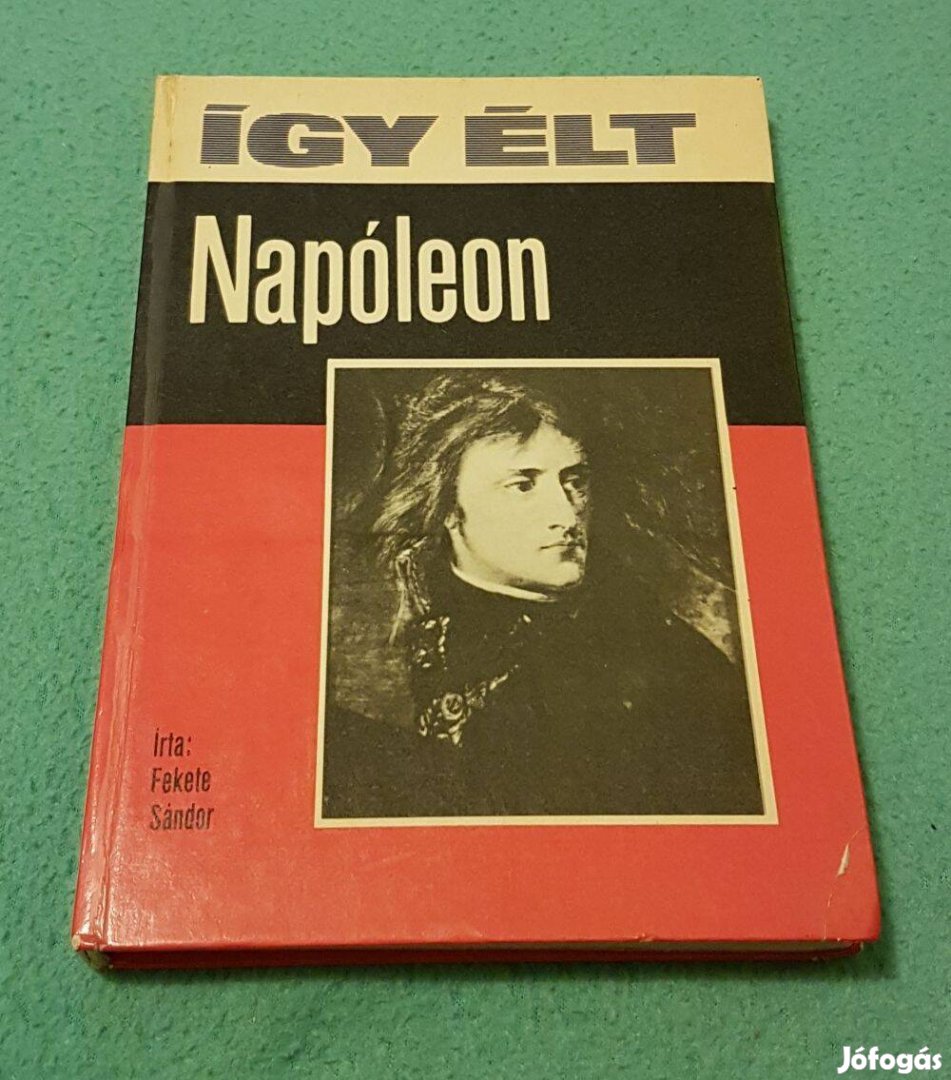 ÍGY ÉLT
Napóleon
Írta:
Fekete
Sándor
Jófogás